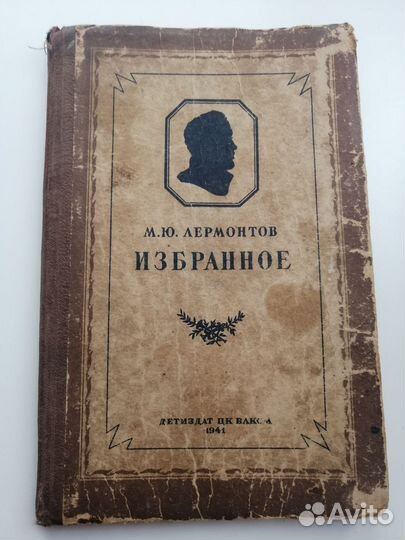 М.Ю. ЛЕРМОНТОВ
ИЗБРАННОЕ
ДЕТИЗДАТ ЦК ВЛКСМ
1941
Avito